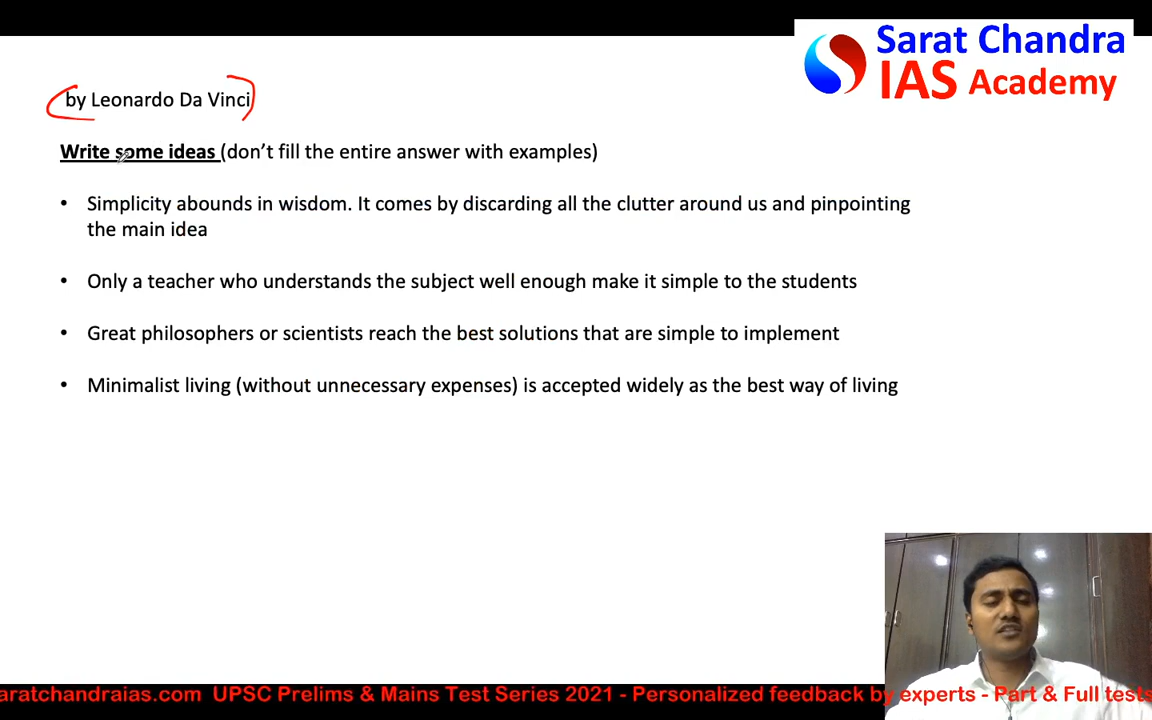 Sarat Chandra
IAS Academy
by Leonardo Da Vinci
Write some ideas (don’t fill the entire answer with examples)
• Simplicity abounds in wisdom. It comes by discarding all the clutter around us and pinpointing
the main idea
• Only a teacher who understands the subject well enough make it simple to the students
• Great philosophers or scientists reach the best solutions that are simple to implement
• Minimalist living (without unnecessary expenses) is accepted widely as the best way of living
aratchandraias.com UPSC Prelims & Mains Test Series 2021 - Personalized feedback by experts - Part & Full tests